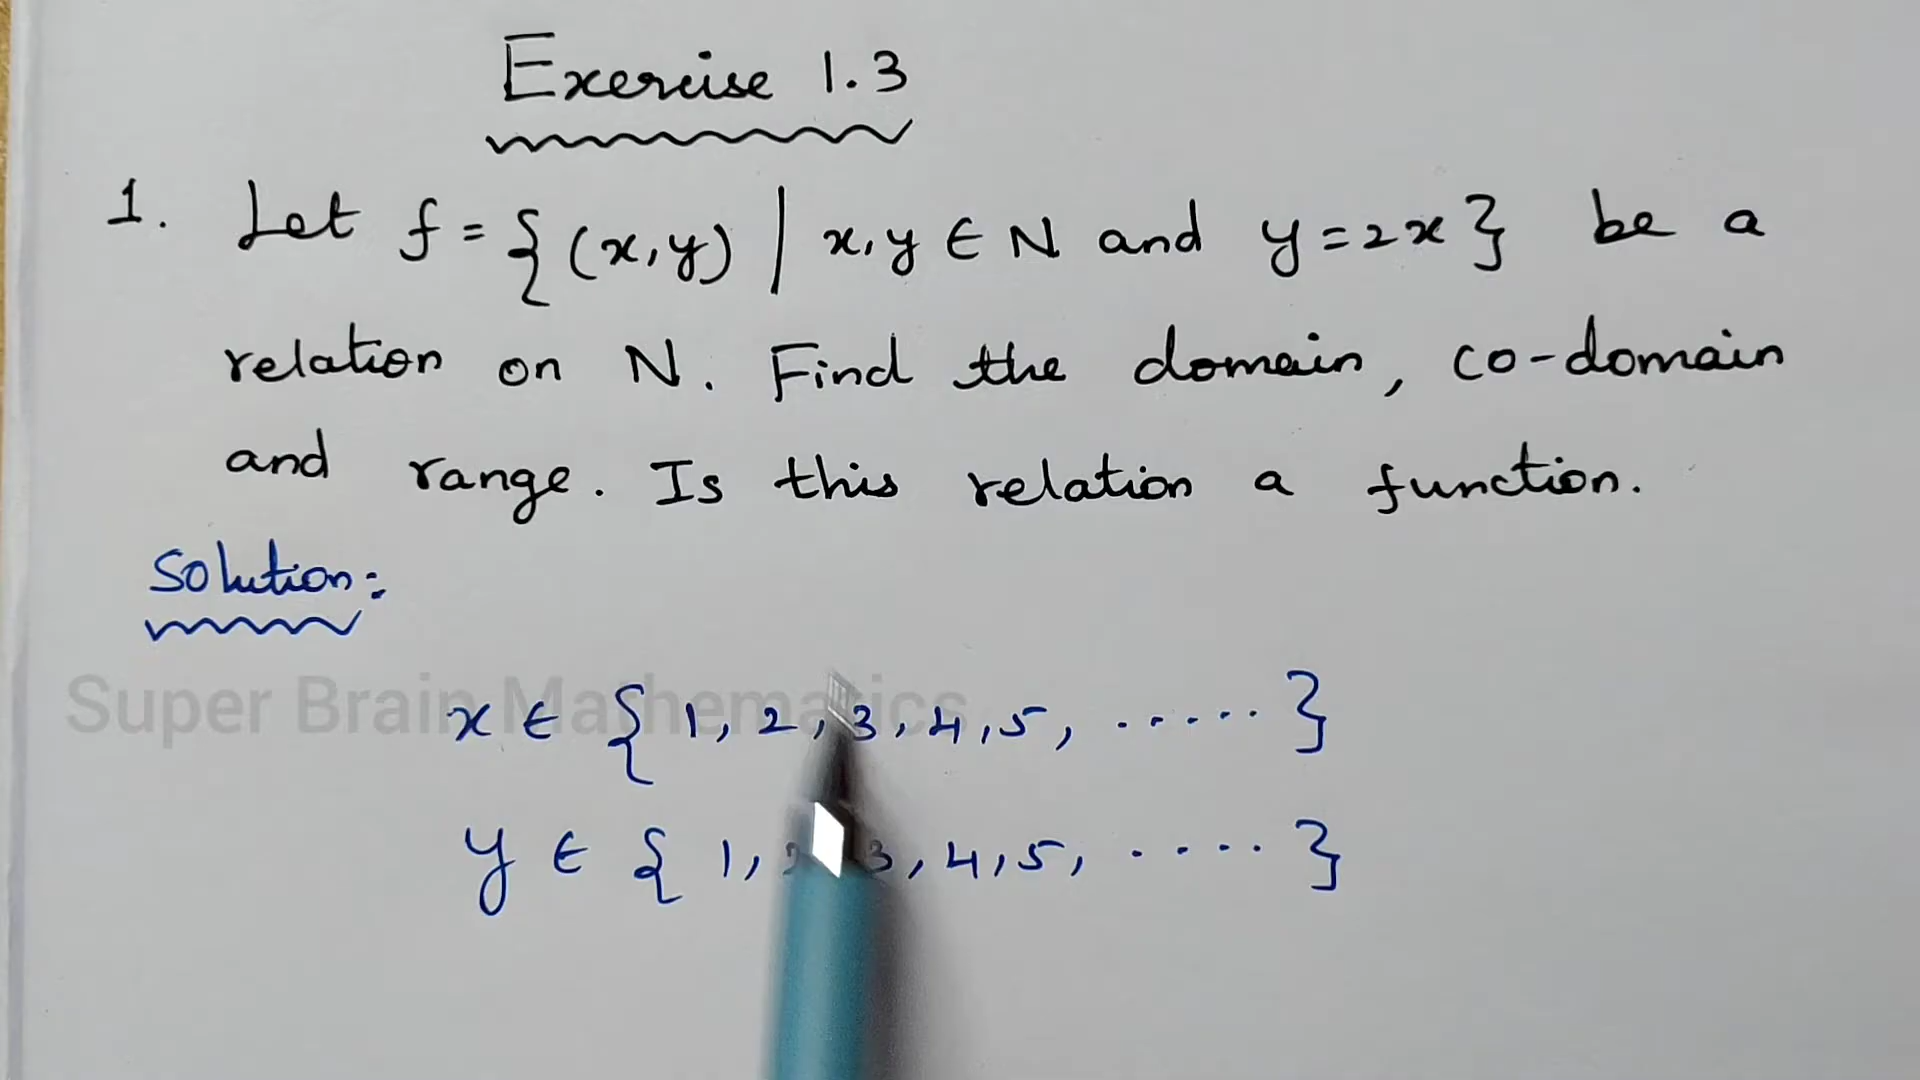 Exercise 1.3
1. Let f = {(x, y) | x, y ∈ N and y = 2x} be a
relation on N. Find the domain, co-domain
and range. Is this relation a function.
Solution:
Super Brain Mathematics
x ∈ { 1, 2, 3, 4, 5, ..... }
y ∈ { 1, 2, 3, 4, 5, ..... }